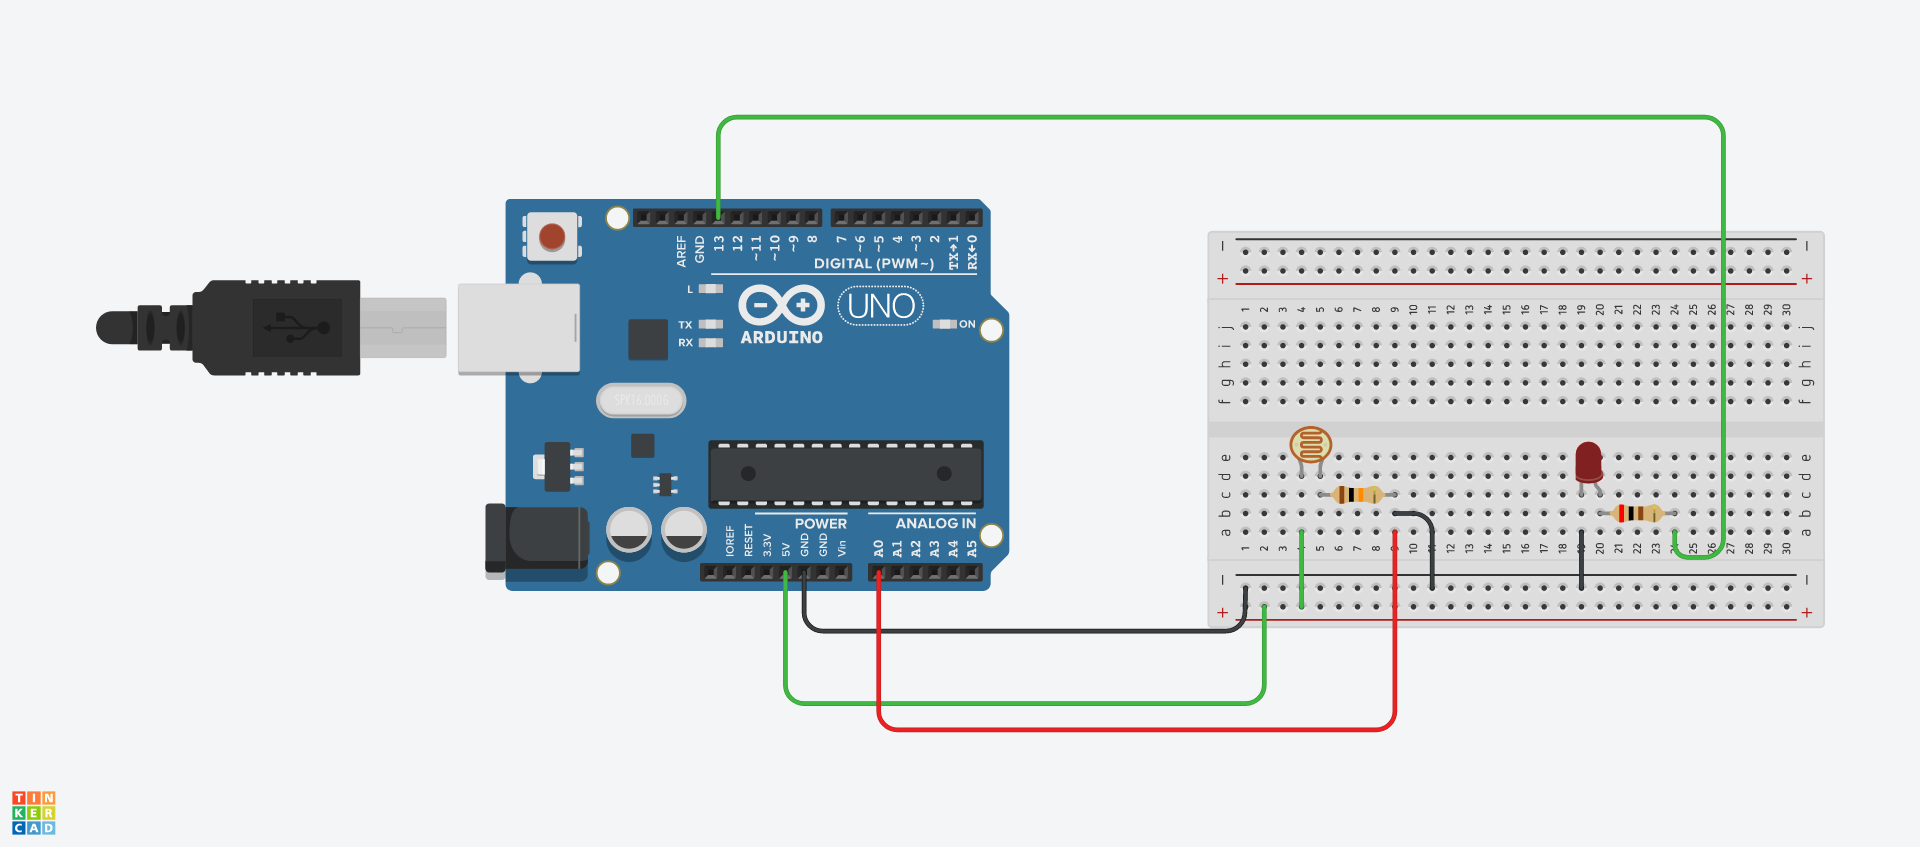 AREF
GND
13
12
~11
~10
~9
8
7
~6
~5
4
~3
2
TX→1
RX←0
DIGITAL (PWM~)
L
TX
RX
UNO
ON
ARDUINO
SPK16.000G
POWER
ANALOG IN
IOREF
RESET
3.3V
5V
GND
GND
Vin
A0
A1
A2
A3
A4
A5
− −
+ +
1 2 3 4 5 6 7 8 9 10 11 12 13 14 15 16 17 18 19 20 21 22 23 24 25 26 27 28 29 30
j j
i i
h h
g g
f f
e e
d d
c c
b b
a a
1 2 3 4 5 6 7 8 9 10 11 12 13 14 15 16 17 18 19 20 21 22 23 24 25 26 27 28 29 30
− −
+ +
TIN
KER
CAD